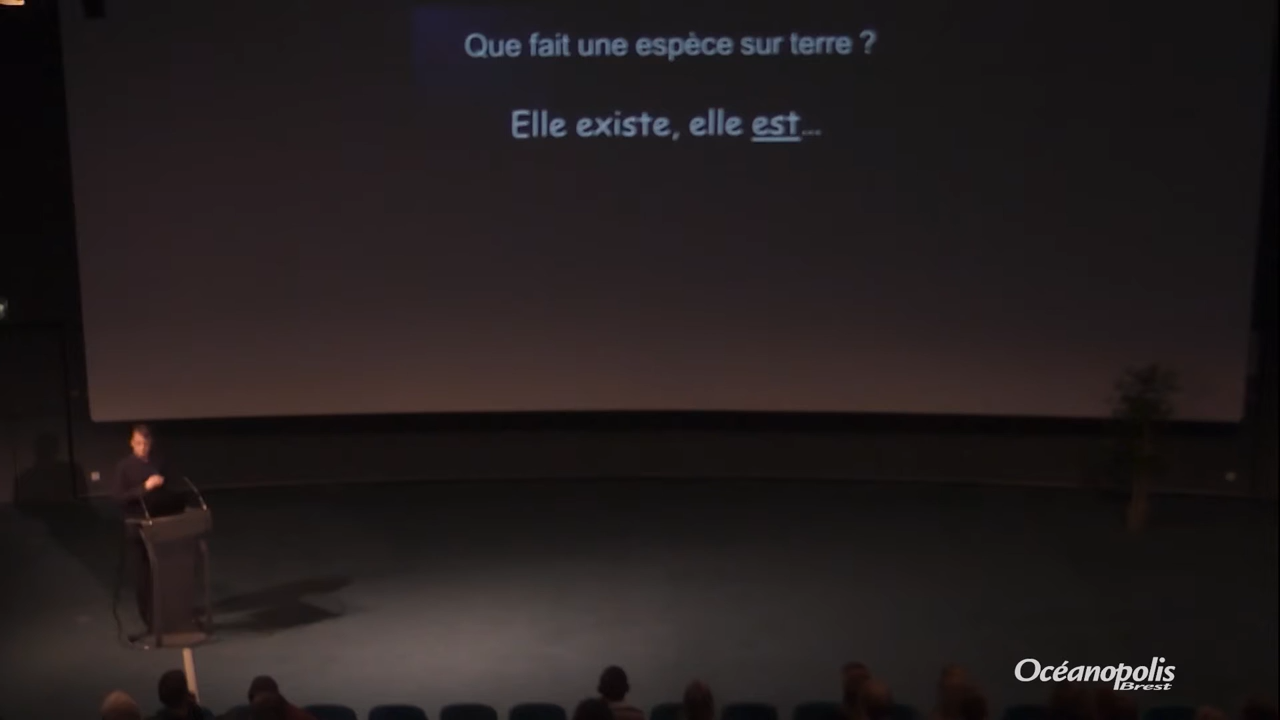 Que fait une espèce sur terre ?
Elle existe, elle est...
Océanopolis
Brest